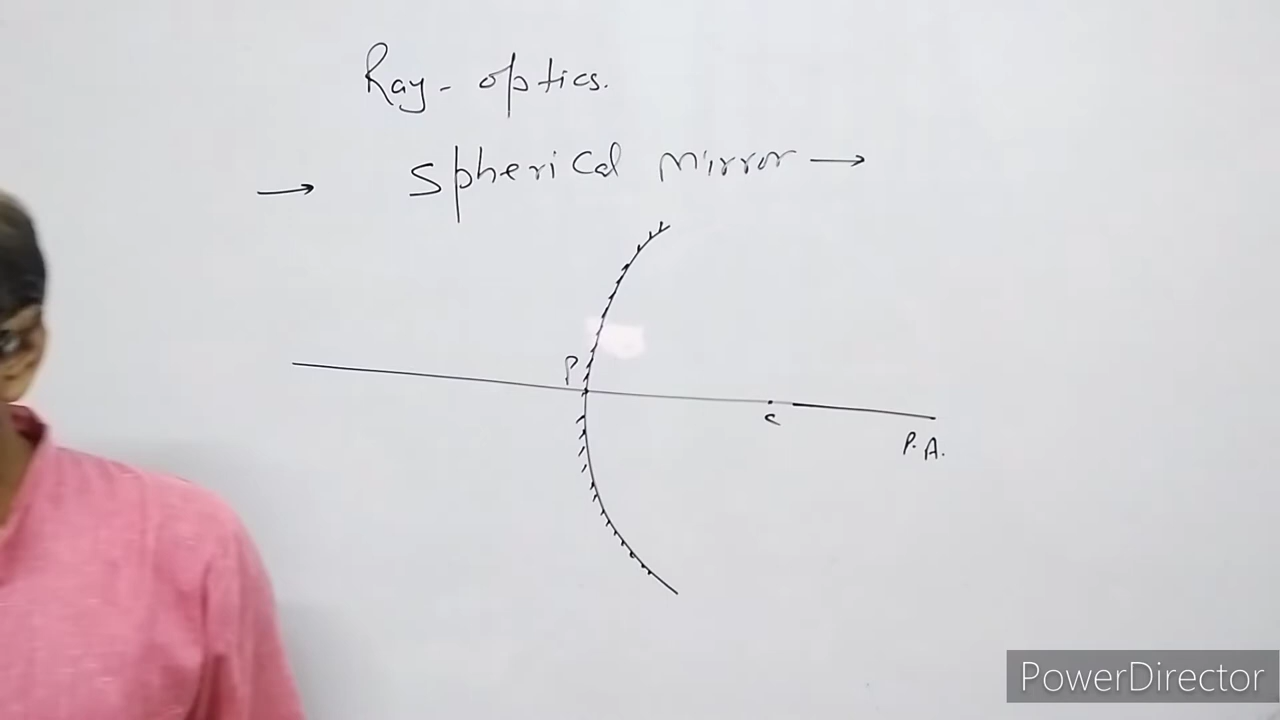 Ray - optics.
→ Spherical mirror →
P
c
P.A.
PowerDirector